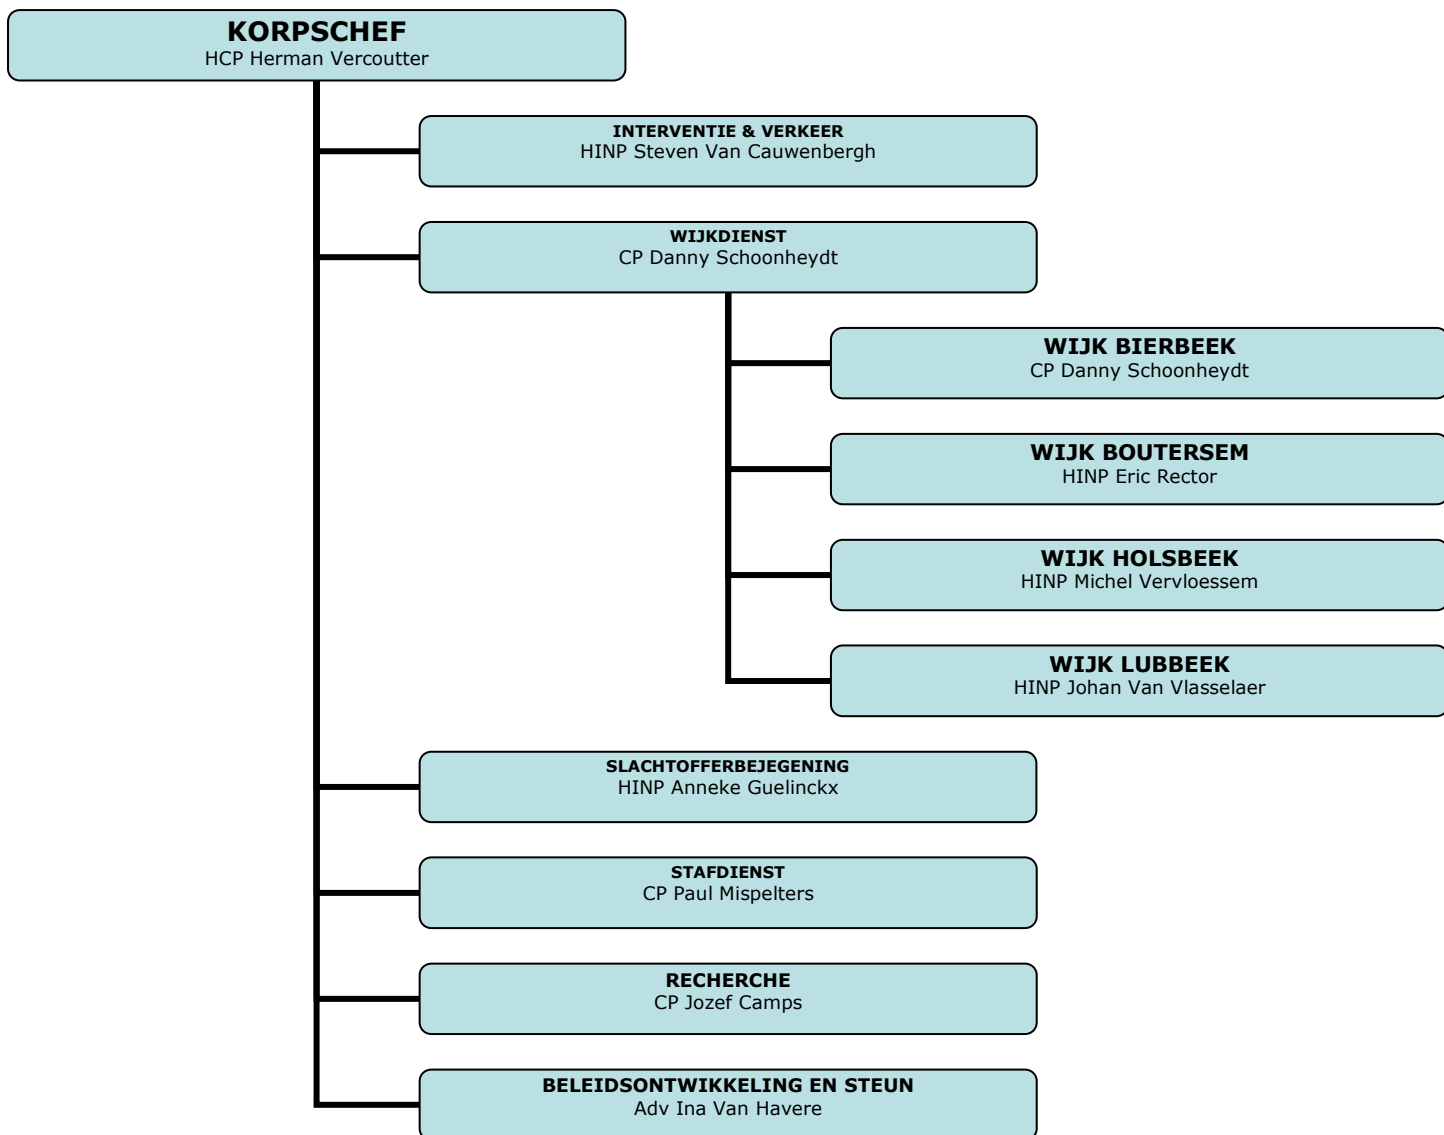 KORPSCHEF
HCP Herman Vercoutter
INTERVENTIE & VERKEER
HINP Steven Van Cauwenbergh
WIJKDIENST
CP Danny Schoonheydt
WIJK BIERBEEK
CP Danny Schoonheydt
WIJK BOUTERSEM
HINP Eric Rector
WIJK HOLSBEEK
HINP Michel Vervloessem
WIJK LUBBEEK
HINP Johan Van Vlasselaer
SLACHTOFFERBEJEGENING
HINP Anneke Guelinckx
STAFDIENST
CP Paul Mispelters
RECHERCHE
CP Jozef Camps
BELEIDSONTWIKKELING EN STEUN
Adv Ina Van Havere